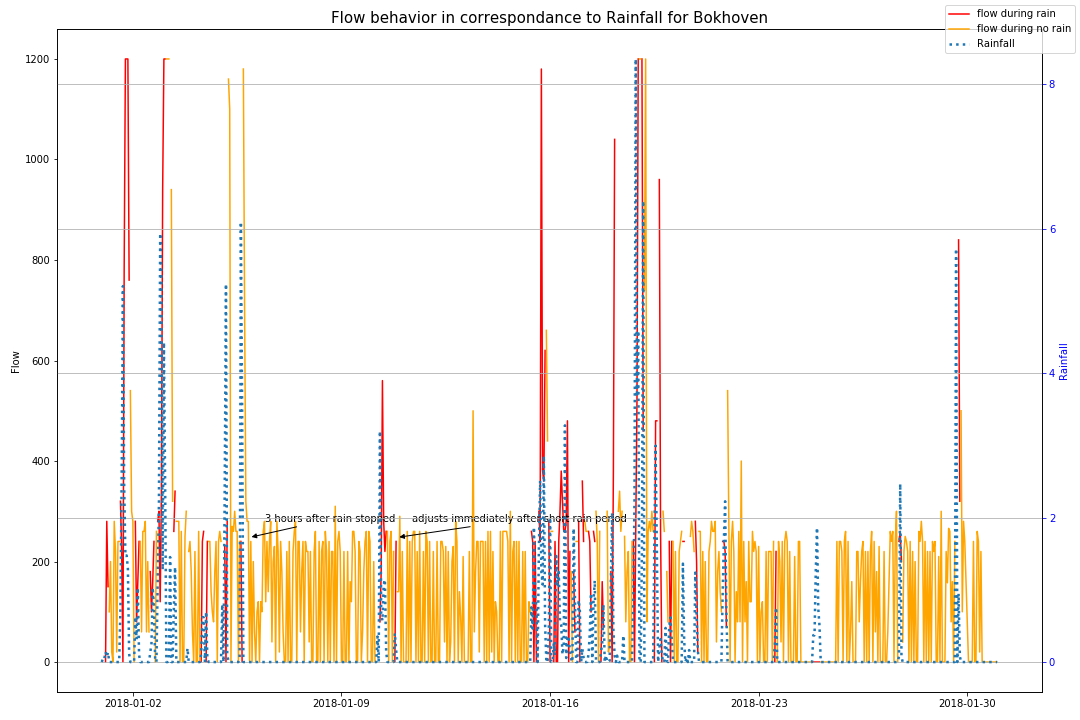 Flow behavior in correspondance to Rainfall for Bokhoven
flow during rain
flow during no rain
Rainfall
1200
1000
800
600
400
200
0
Flow
8
6
4
2
0
Rainfall
3 hours after rain stopped
adjusts immediately after short rain period
2018-01-02
2018-01-09
2018-01-16
2018-01-23
2018-01-30